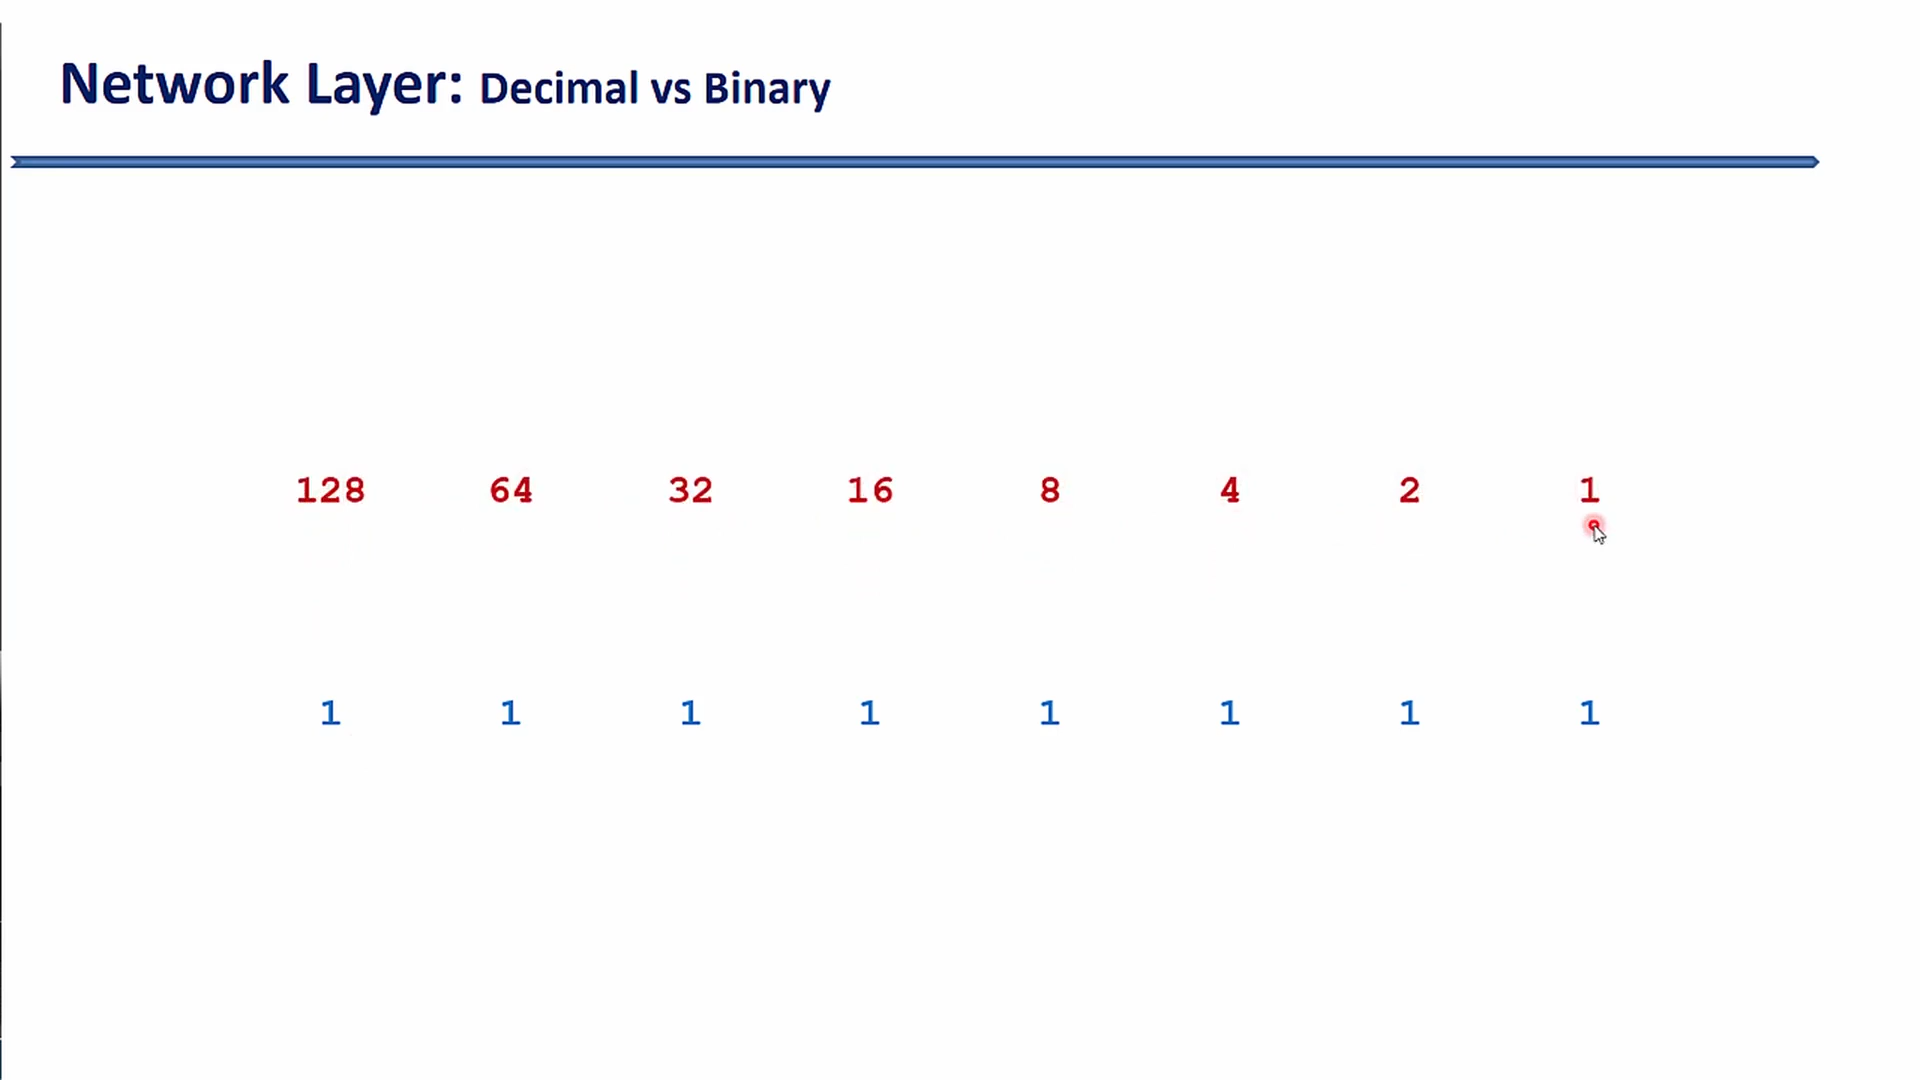 Network Layer: Decimal vs Binary
128 64 32 16 8 4 2 1
1 1 1 1 1 1 1 1